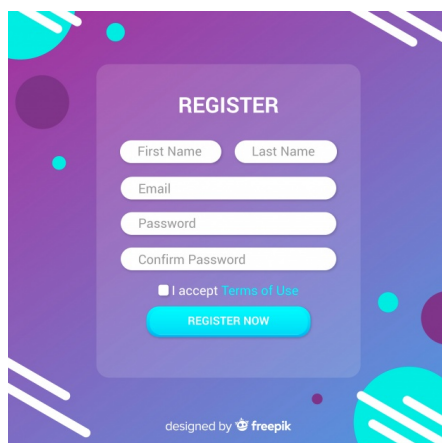 REGISTER
First Name Last Name
Email
Password
Confirm Password
I accept Terms of Use
REGISTER NOW
designed by freepik